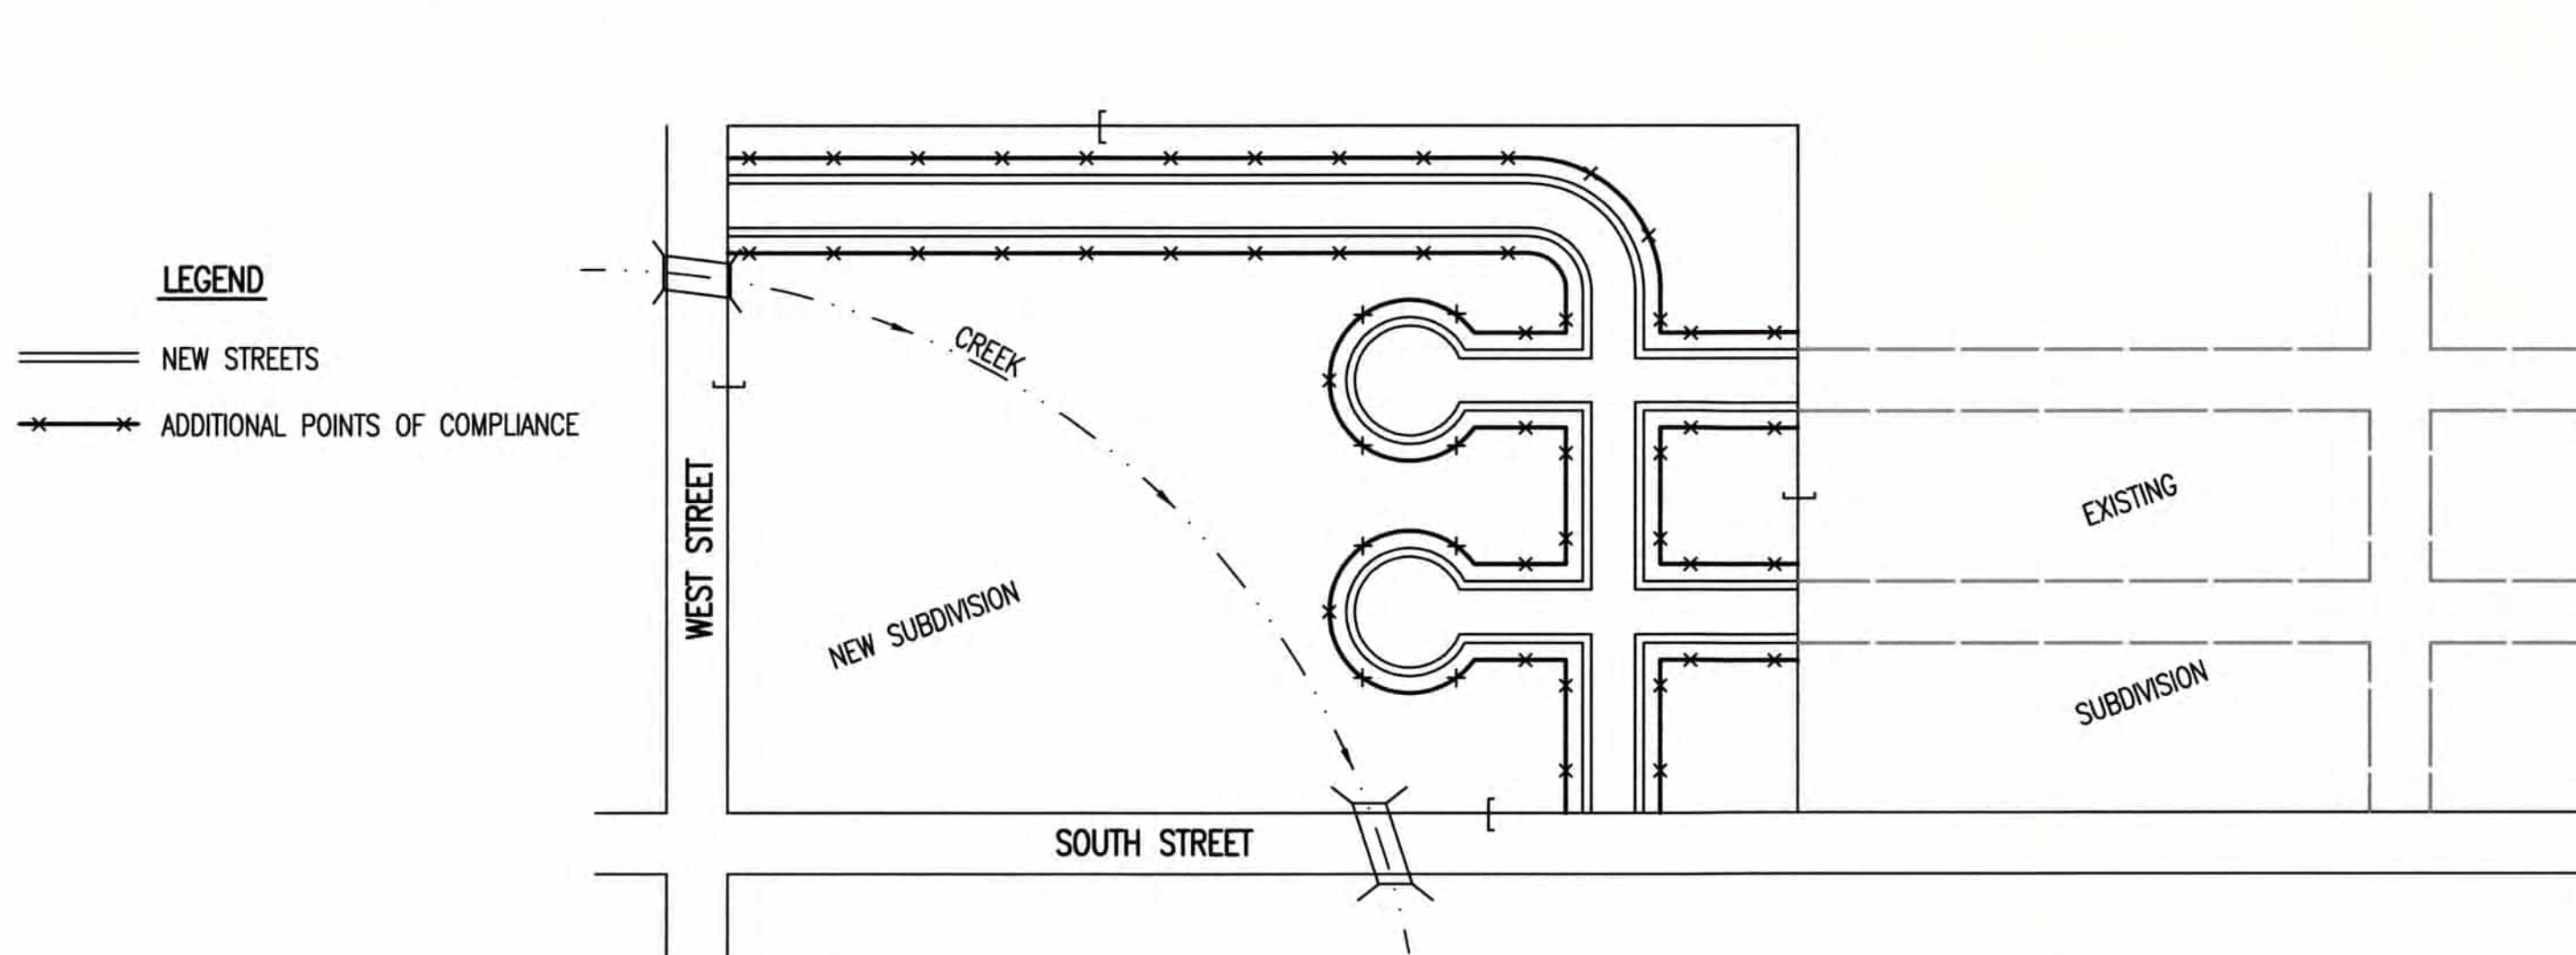 LEGEND
NEW STREETS
ADDITIONAL POINTS OF COMPLIANCE
WEST STREET
CREEK
NEW SUBDIVISION
SOUTH STREET
EXISTING
SUBDIVISION